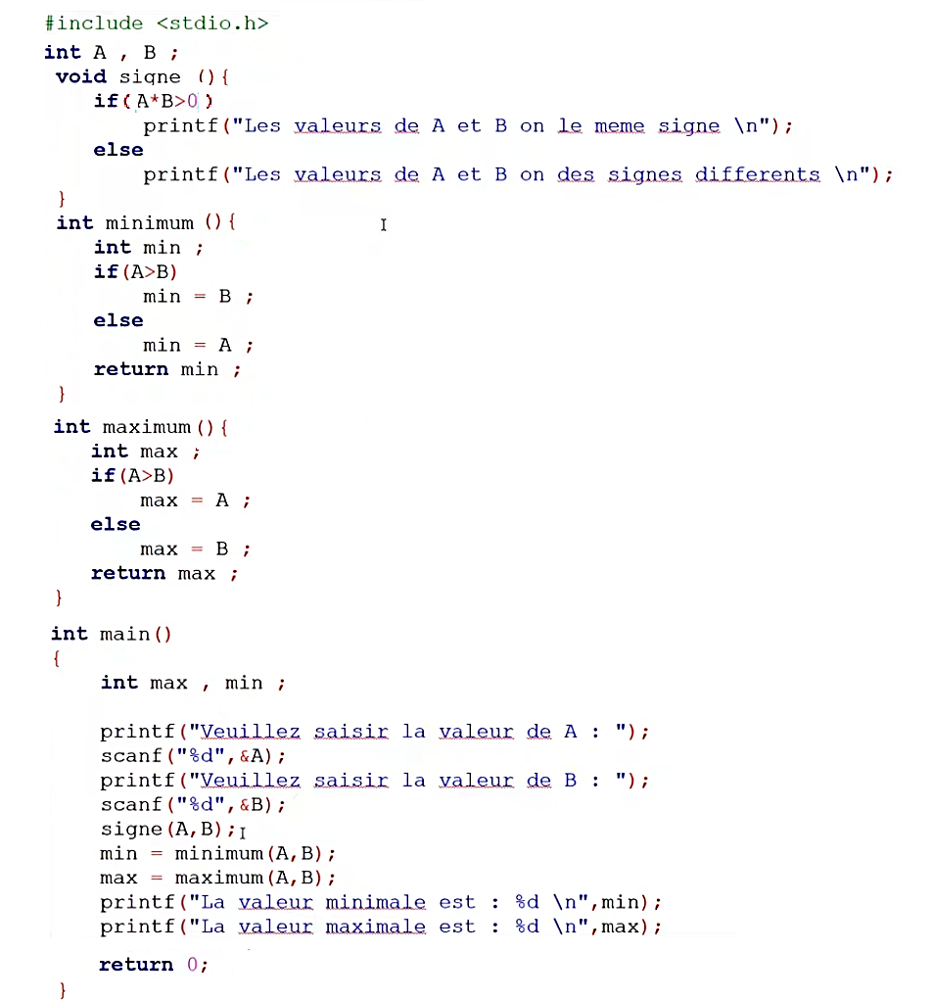 #include <stdio.h>
int A , B ;
void signe (){
if( A*B>0 )
printf("Les valeurs de A et B on le meme signe \n");
else
printf("Les valeurs de A et B on des signes differents \n");
}
int minimum (){
int min ;
if(A>B)
min = B ;
else
min = A ;
return min ;
}
int maximum(){
int max ;
if(A>B)
max = A ;
else
max = B ;
return max ;
}
int main()
{
int max , min ;
printf("Veuillez saisir la valeur de A : ");
scanf("%d",&A);
printf("Veuillez saisir la valeur de B : ");
scanf("%d",&B);
signe(A,B);
min = minimum(A,B);
max = maximum(A,B);
printf("La valeur minimale est : %d \n",min);
printf("La valeur maximale est : %d \n",max);
return 0;
}